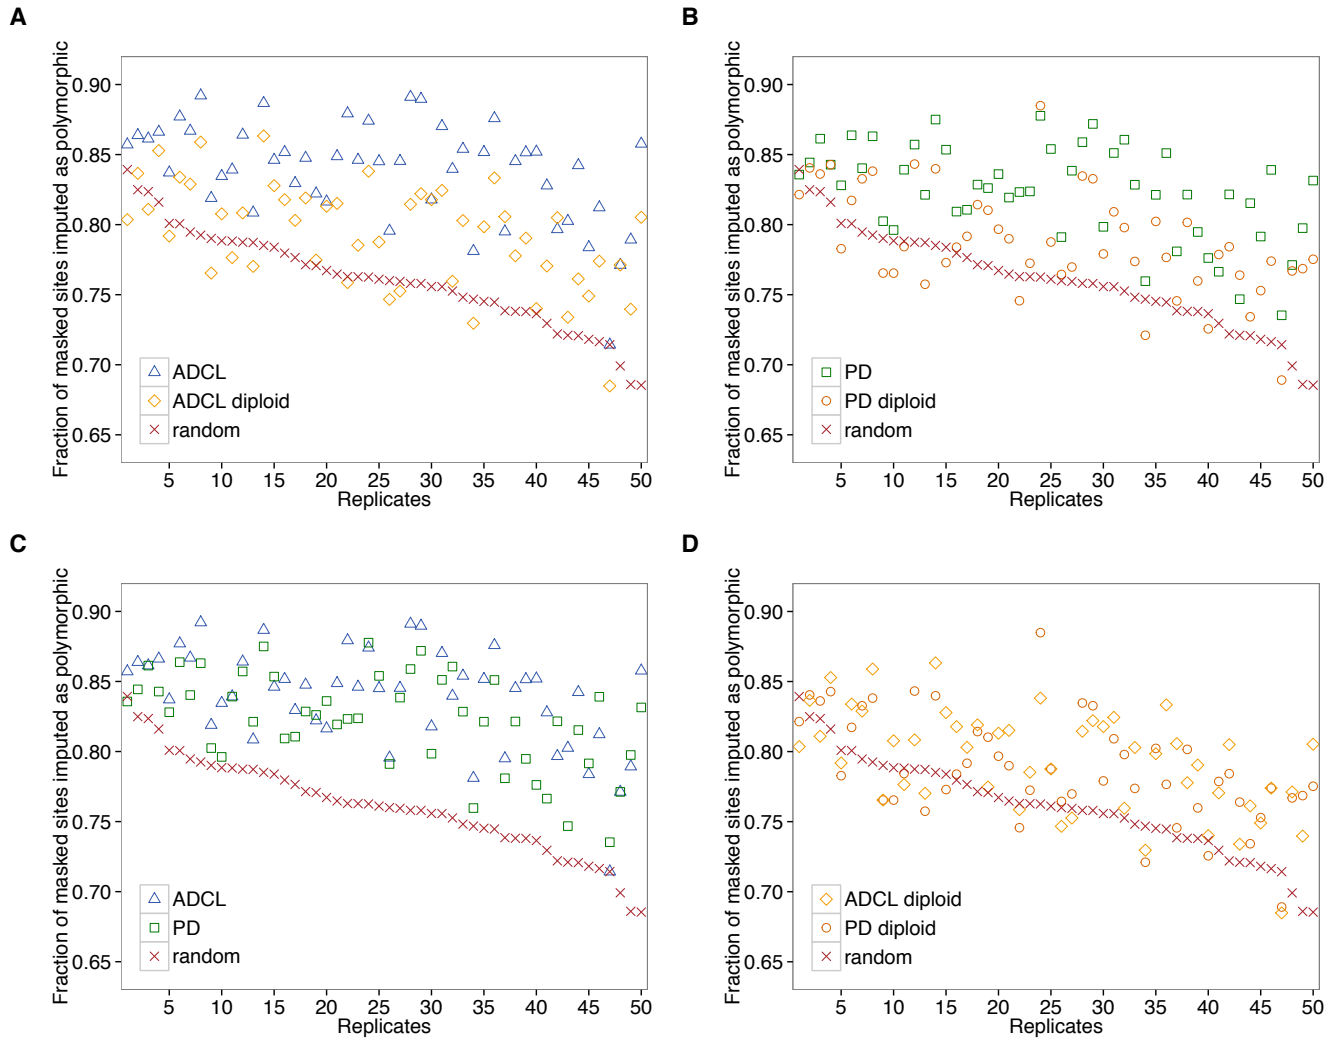 A
Fraction of masked sites imputed as polymorphic
0.90
0.85
0.80
0.75
0.70
0.65
ADCL
ADCL diploid
random
5 10 15 20 25 30 35 40 45 50
Replicates
B
Fraction of masked sites imputed as polymorphic
0.90
0.85
0.80
0.75
0.70
0.65
PD
PD diploid
random
5 10 15 20 25 30 35 40 45 50
Replicates
C
Fraction of masked sites imputed as polymorphic
0.90
0.85
0.80
0.75
0.70
0.65
ADCL
PD
random
5 10 15 20 25 30 35 40 45 50
Replicates
D
Fraction of masked sites imputed as polymorphic
0.90
0.85
0.80
0.75
0.70
0.65
ADCL diploid
PD diploid
random
5 10 15 20 25 30 35 40 45 50
Replicates